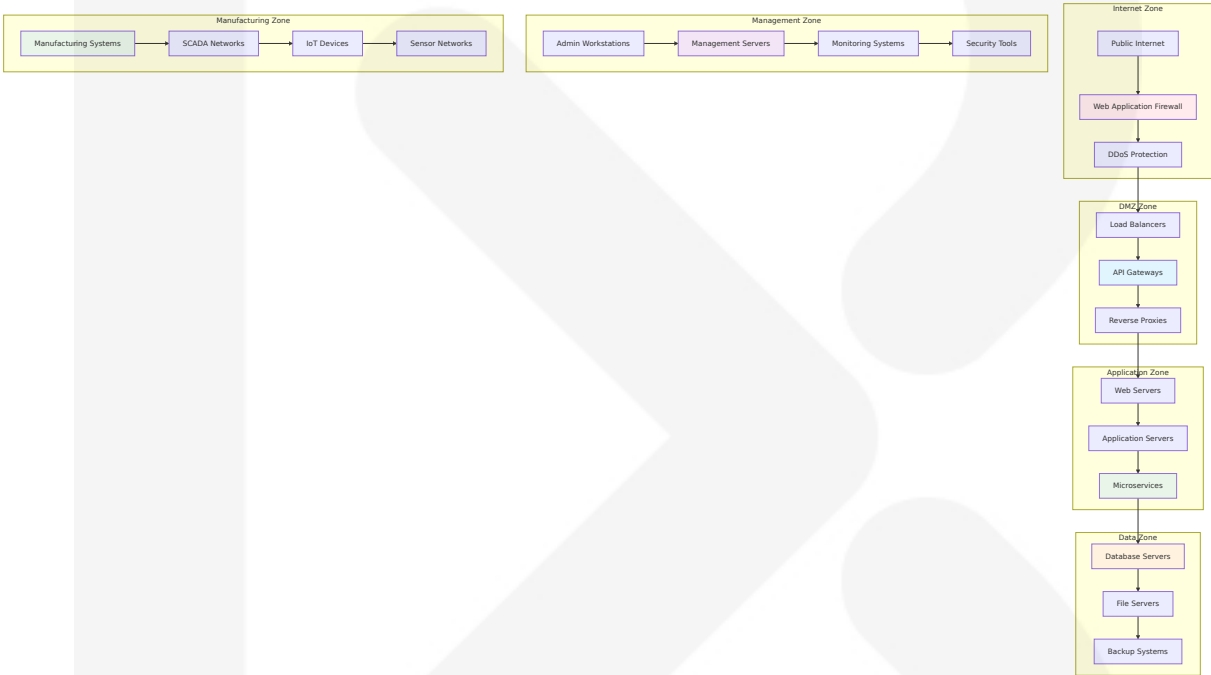 Manufacturing Zone
Manufacturing Systems
SCADA Networks
IoT Devices
Sensor Networks
Management Zone
Admin Workstations
Management Servers
Monitoring Systems
Security Tools
Internet Zone
Public Internet
Web Application Firewall
DDoS Protection
DMZ Zone
Load Balancers
API Gateways
Reverse Proxies
Application Zone
Web Servers
Application Servers
Microservices
Data Zone
Database Servers
File Servers
Backup Systems